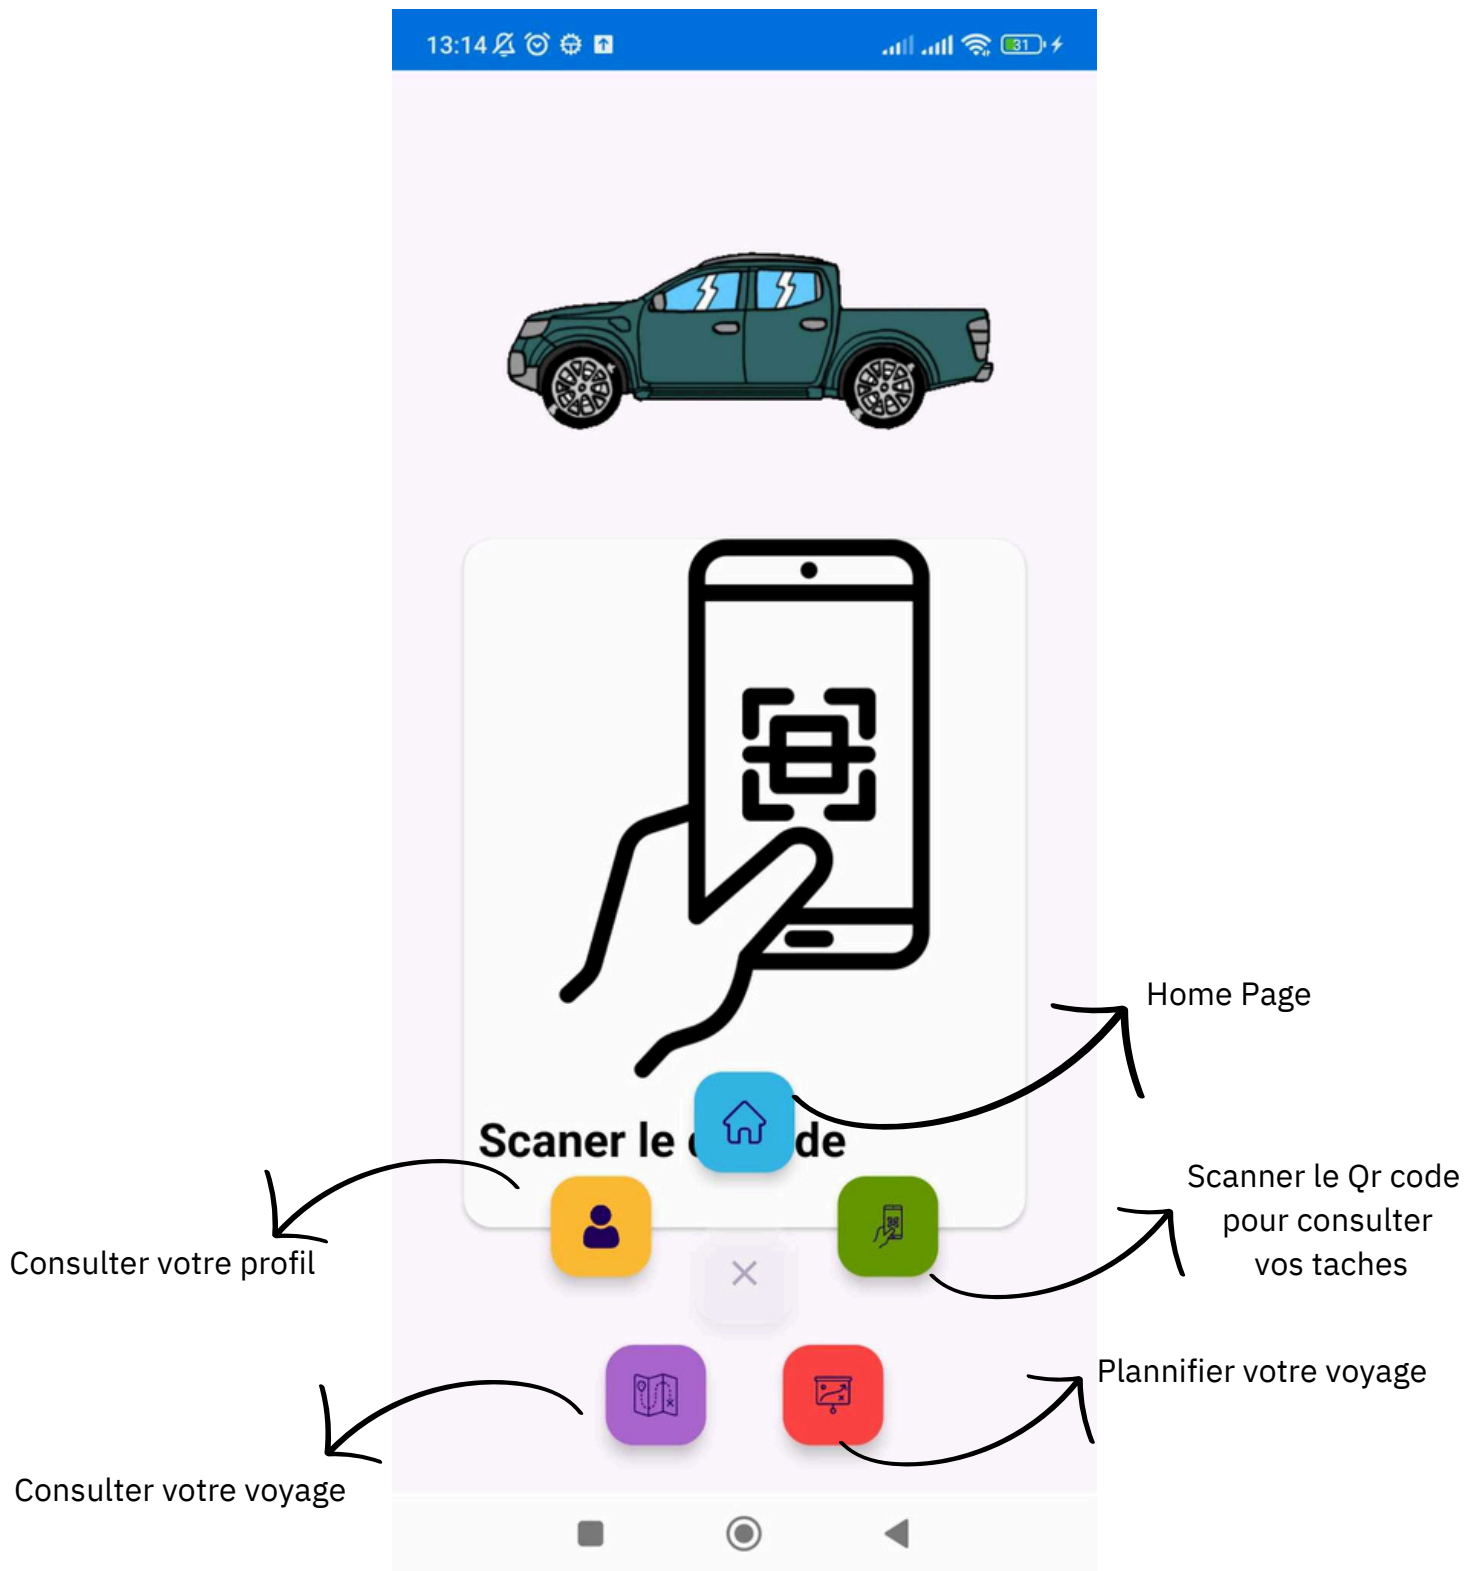 13:14
31
Home Page
Scaner le
de
Scanner le Qr code
pour consulter
vos taches
Consulter votre profil
Plannifier votre voyage
Consulter votre voyage